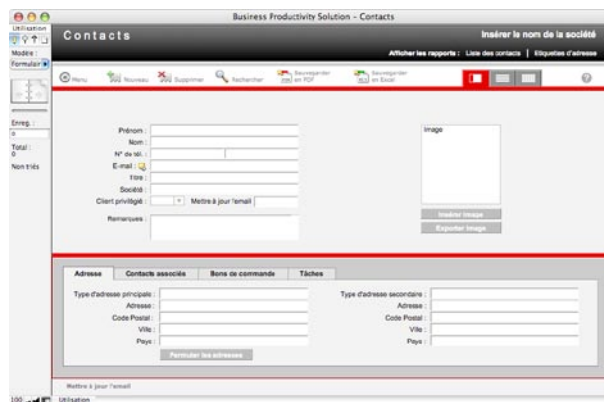 Business Productivity Solution - Contacts
Utilisation
Modèle :
Formulair
Enreg. :
0
Total :
0
Non triés
Contacts
Insérer le nom de la société
Afficher les rapports : Liste des contacts | Etiquettes d'adresse
Menu Nouveau Supprimer Rechercher Sauvegarder en PDF Sauvegarder en Excel ?
Prénom :
Nom :
N° de tél. :
E-mail :
Titre :
Société :
Client privilégié : Mettre à jour l'email
Remarques :
Image
Insérer image
Exporter image
Adresse Contacts associés Bons de commande Tâches
Type d'adresse principale :
Adresse :
Code Postal :
Ville :
Pays :
Permuter les adresses
Type d'adresse secondaire :
Adresse :
Code Postal :
Ville :
Pays :
Mettre à jour l'email
100 Utilisation